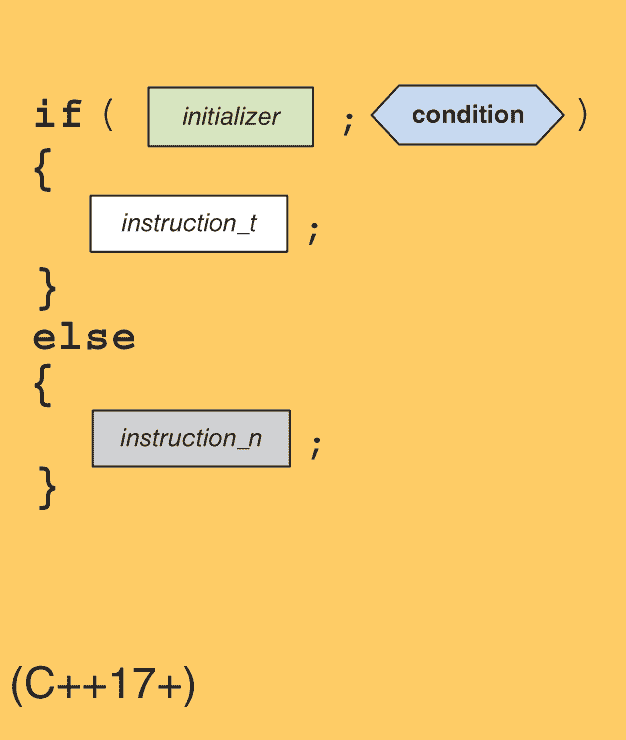 if ( initializer ; condition )
{
instruction_t ;
}
else
{
instruction_n ;
}
(C++17+)